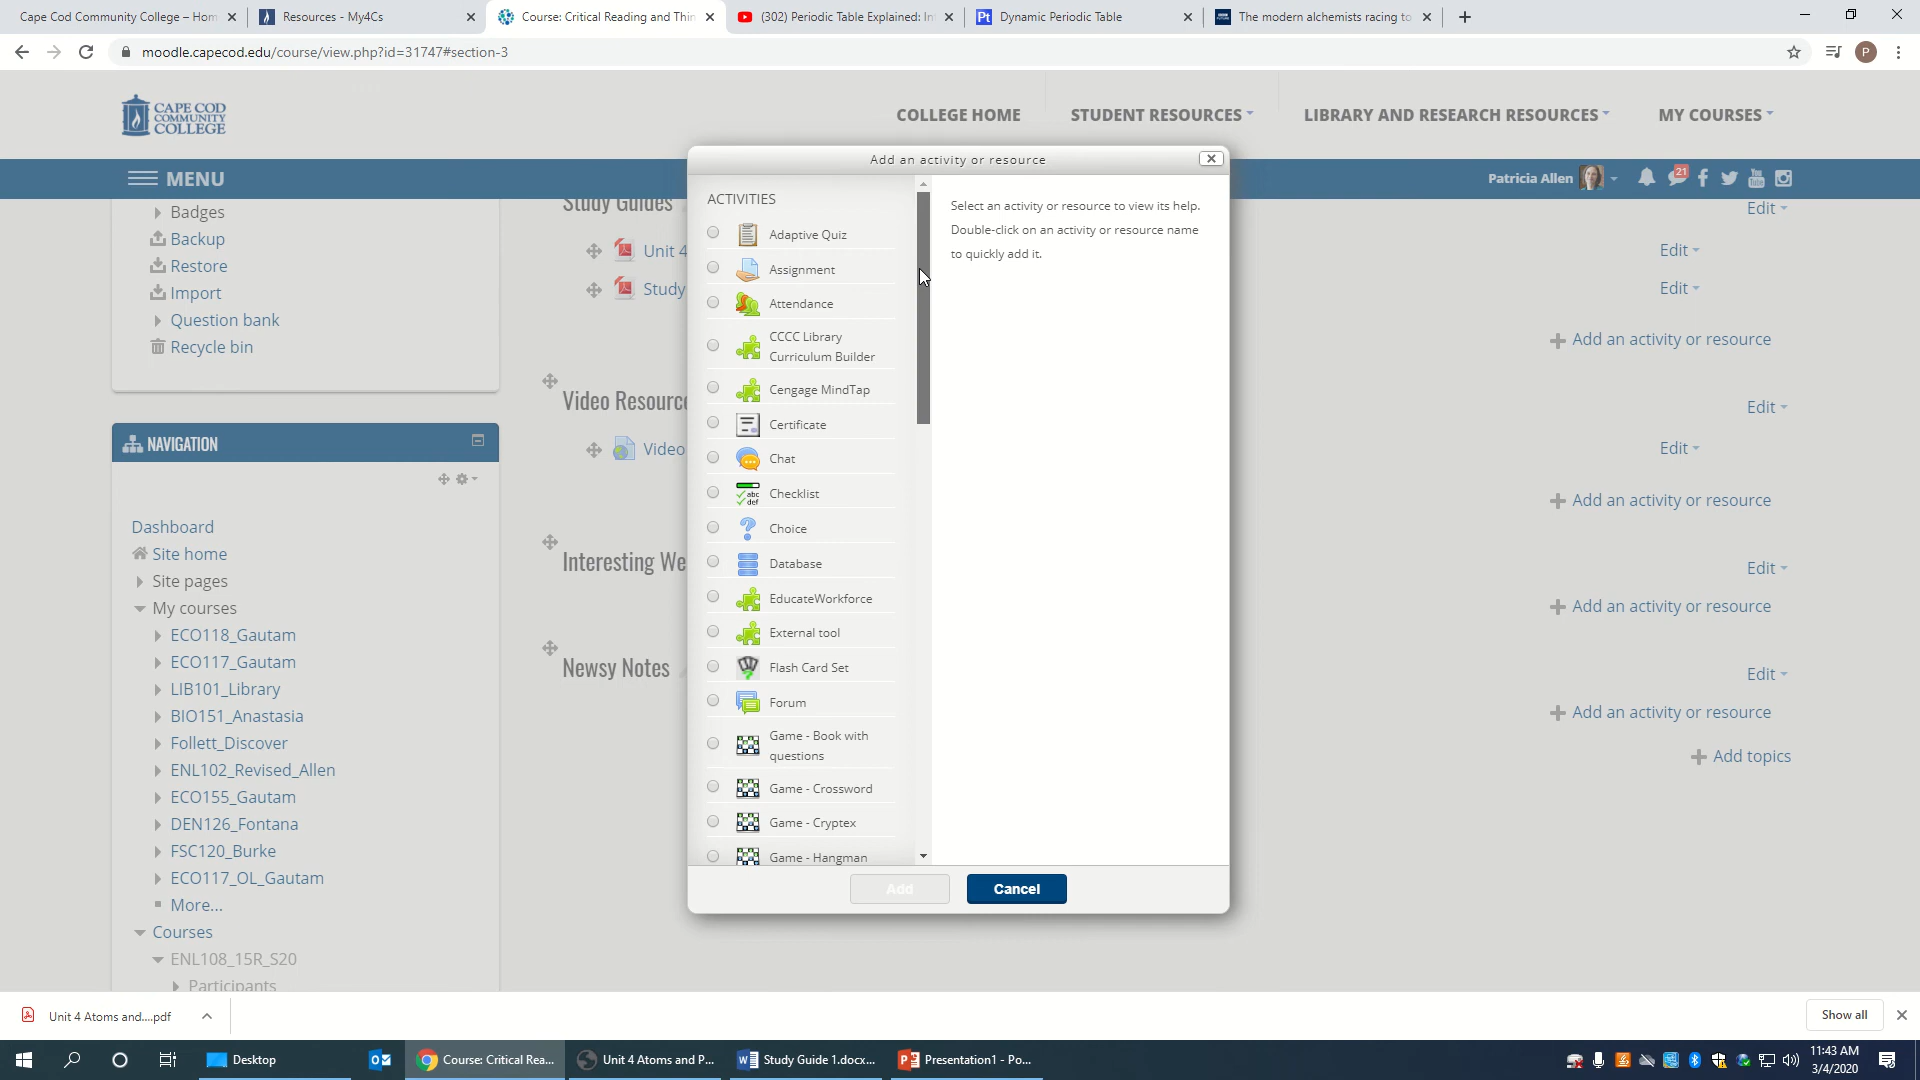 Cape Cod Community College – Hom
Resources - My4Cs
Course: Critical Reading and Thin
(302) Periodic Table Explained: In
Pt
Dynamic Periodic Table
The modern alchemists racing to
moodle.capecod.edu/course/view.php?id=31747#section-3
P
CAPE COD
COMMUNITY
COLLEGE
COLLEGE HOME
STUDENT RESOURCES
LIBRARY AND RESEARCH RESOURCES
MY COURSES
MENU
Patricia Allen
21
Badges
Backup
Restore
Import
Question bank
Recycle bin
NAVIGATION
Dashboard
Site home
Site pages
My courses
ECO118_Gautam
ECO117_Gautam
LIB101_Library
BIO151_Anastasia
Follett_Discover
ENL102_Revised_Allen
ECO155_Gautam
DEN126_Fontana
FSC120_Burke
ECO117_OL_Gautam
More...
Courses
ENL108_15R_S20
Participants
Study Guides
Unit 4
Study
Video Resource
Video
Interesting We
Newsy Notes
Add an activity or resource
ACTIVITIES
Adaptive Quiz
Assignment
Attendance
CCCC Library
Curriculum Builder
Cengage MindTap
Certificate
Chat
Checklist
Choice
Database
EducateWorkforce
External tool
Flash Card Set
Forum
Game - Book with
questions
Game - Crossword
Game - Cryptex
Game - Hangman
Select an activity or resource to view its help.
Double-click on an activity or resource name
to quickly add it.
Add
Cancel
Edit
Edit
Edit
Add an activity or resource
Edit
Edit
Add an activity or resource
Edit
Add an activity or resource
Edit
Add an activity or resource
Add topics
Unit 4 Atoms and....pdf
Show all
Desktop
Course: Critical Rea...
Unit 4 Atoms and P...
Study Guide 1.docx...
Presentation1 - Po...
11:43 AM
3/4/2020